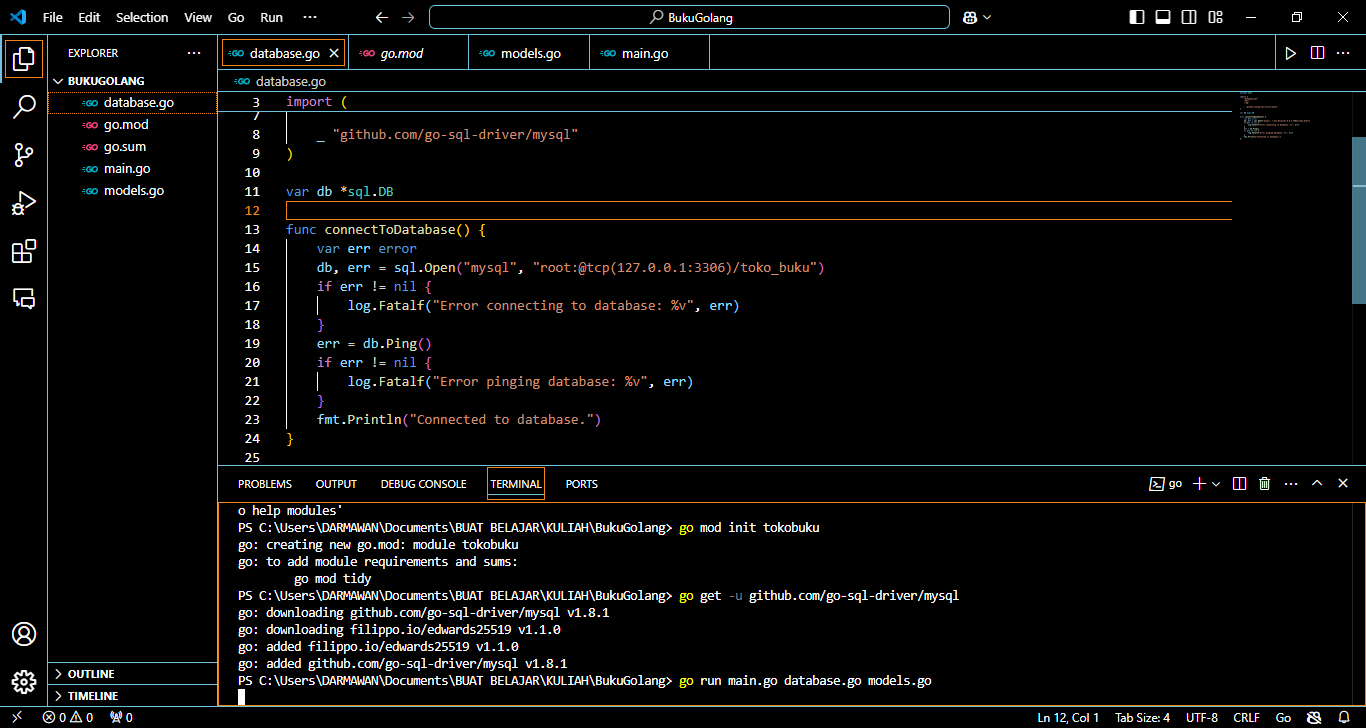 File Edit Selection View Go Run ··· BukuGolang
EXPLORER ···
BUKUGOLANG
database.go
go.mod
go.sum
main.go
models.go
OUTLINE
TIMELINE
database.go go.mod models.go main.go
database.go
3 import (
7
8 _ "github.com/go-sql-driver/mysql"
9 )
10
11 var db *sql.DB
12
13 func connectToDatabase() {
14 var err error
15 db, err = sql.Open("mysql", "root:@tcp(127.0.0.1:3306)/toko_buku")
16 if err != nil {
17 log.Fatalf("Error connecting to database: %v", err)
18 }
19 err = db.Ping()
20 if err != nil {
21 log.Fatalf("Error pinging database: %v", err)
22 }
23 fmt.Println("Connected to database.")
24 }
25
PROBLEMS OUTPUT DEBUG CONSOLE TERMINAL PORTS go
o help modules'
PS C:\Users\DARMAWAN\Documents\BUAT BELAJAR\KULIAH\BukuGolang> go mod init tokobuku
go: creating new go.mod: module tokobuku
go: to add module requirements and sums:
go mod tidy
PS C:\Users\DARMAWAN\Documents\BUAT BELAJAR\KULIAH\BukuGolang> go get -u github.com/go-sql-driver/mysql
go: downloading github.com/go-sql-driver/mysql v1.8.1
go: downloading filippo.io/edwards25519 v1.1.0
go: added filippo.io/edwards25519 v1.1.0
go: added github.com/go-sql-driver/mysql v1.8.1
PS C:\Users\DARMAWAN\Documents\BUAT BELAJAR\KULIAH\BukuGolang> go run main.go database.go models.go
0 0 0 Ln 12, Col 1 Tab Size: 4 UTF-8 CRLF Go